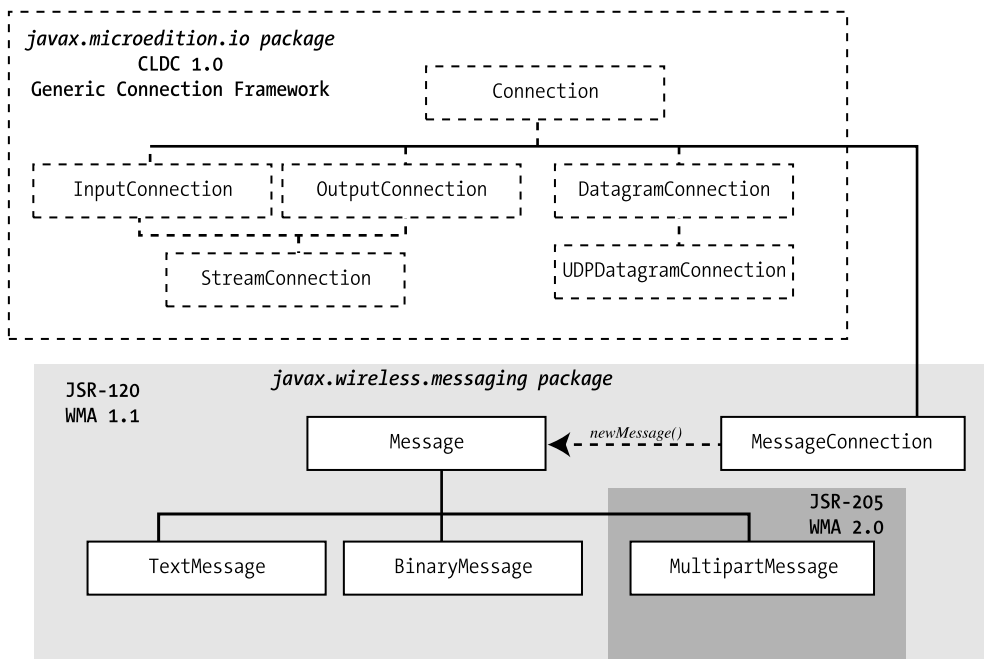 javax.microedition.io package
CLDC 1.0
Generic Connection Framework
Connection
InputConnection
OutputConnection
DatagramConnection
StreamConnection
UDPDatagramConnection
javax.wireless.messaging package
JSR-120
WMA 1.1
Message
newMessage()
MessageConnection
JSR-205
WMA 2.0
TextMessage
BinaryMessage
MultipartMessage